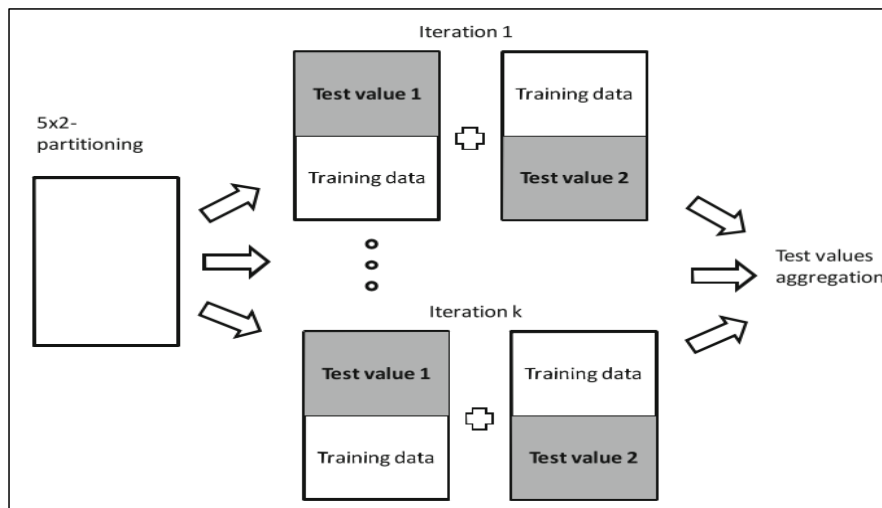 Iteration 1
5x2-
partitioning
Test value 1
Training data
Training data
Test value 2
Iteration k
Test value 1
Training data
Training data
Test value 2
Test values
aggregation